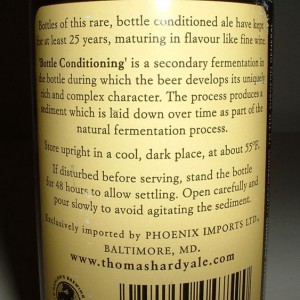 Bottles of this rare, bottle conditioned ale have kept
for at least 25 years, maturing in flavour like fine wine
'Bottle Conditioning' is a secondary fermentation in
the bottle during which the beer develops its uniquely
rich and complex character. The process produces a
sediment which is laid down over time as part of the
natural fermentation process.
Store upright in a cool, dark place, at about 55°F.
If disturbed before serving, stand the bottle
for 48 hours to allow settling. Open carefully and
pour slowly to avoid agitating the sediment.
Exclusively imported by PHOENIX IMPORTS LTD.,
BALTIMORE, MD.
www.thomashardyale.com